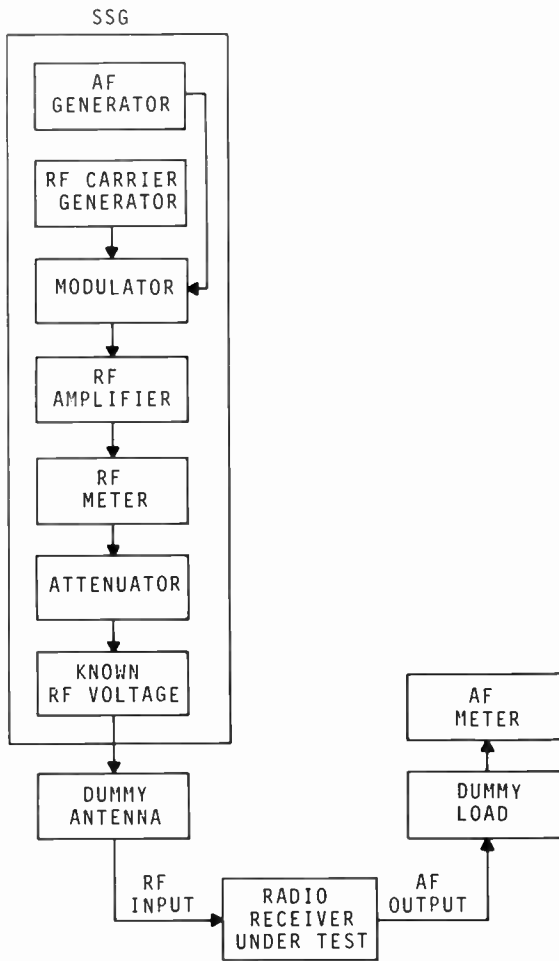 SSG
AF
GENERATOR
RF CARRIER
GENERATOR
MODULATOR
RF
AMPLIFIER
RF
METER
ATTENUATOR
KNOWN
RF VOLTAGE
DUMMY
ANTENNA
RF
INPUT
RADIO
RECEIVER
UNDER TEST
AF
OUTPUT
DUMMY
LOAD
AF
METER